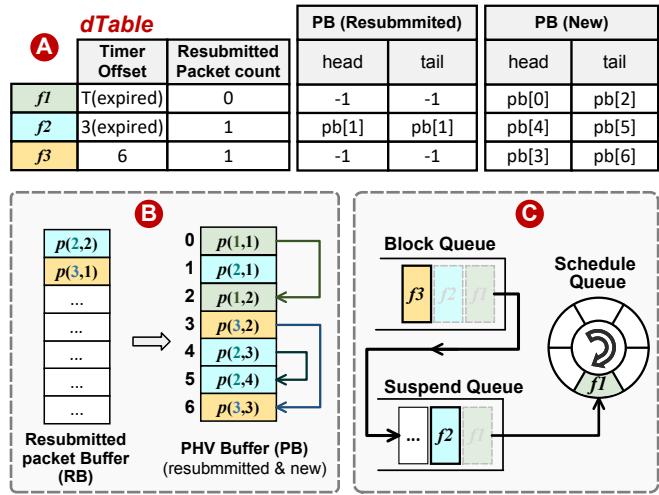 A
dTable
PB (Resubmmited)
PB (New)
Timer Offset
Resubmitted Packet count
head
tail
head
tail
f1
T(expired)
0
-1
-1
pb[0]
pb[2]
f2
3(expired)
1
pb[1]
pb[1]
pb[4]
pb[5]
f3
6
1
-1
-1
pb[3]
pb[6]
B
p(2,2)
p(3,1)
...
...
...
...
...
Resubmitted
packet Buffer
(RB)
0
p(1,1)
1
p(2,1)
2
p(1,2)
3
p(3,2)
4
p(2,3)
5
p(2,4)
6
p(3,3)
PHV Buffer (PB)
(resubmmitted & new)
C
Block Queue
f3
f2
f1
Schedule
Queue
f1
Suspend Queue
...
f2
f1